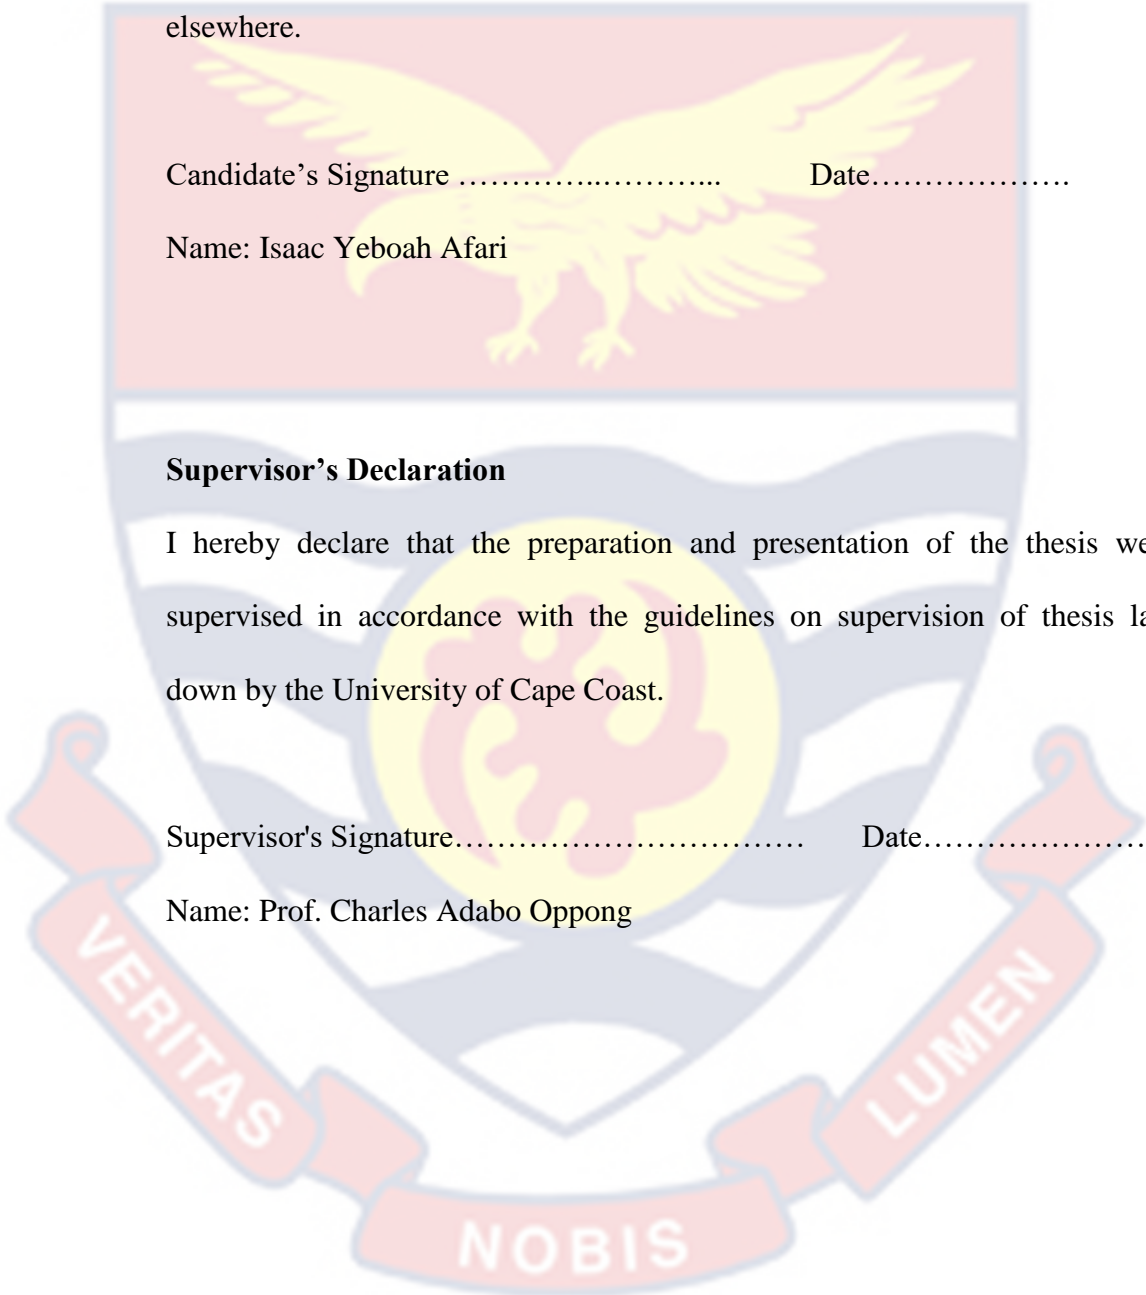 elsewhere.
Candidate’s Signature …………..………... Date……………….
Name: Isaac Yeboah Afari
Supervisor’s Declaration
I hereby declare that the preparation and presentation of the thesis we
supervised in accordance with the guidelines on supervision of thesis la
down by the University of Cape Coast.
Supervisor's Signature…………………………… Date…………………
Name: Prof. Charles Adabo Oppong
VERITAS
NOBIS
LUMEN